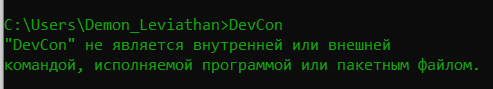 C:\Users\Demon_Leviathan>DevCon
"DevCon" не является внутренней или внешней
командой, исполняемой программой или пакетным файлом.